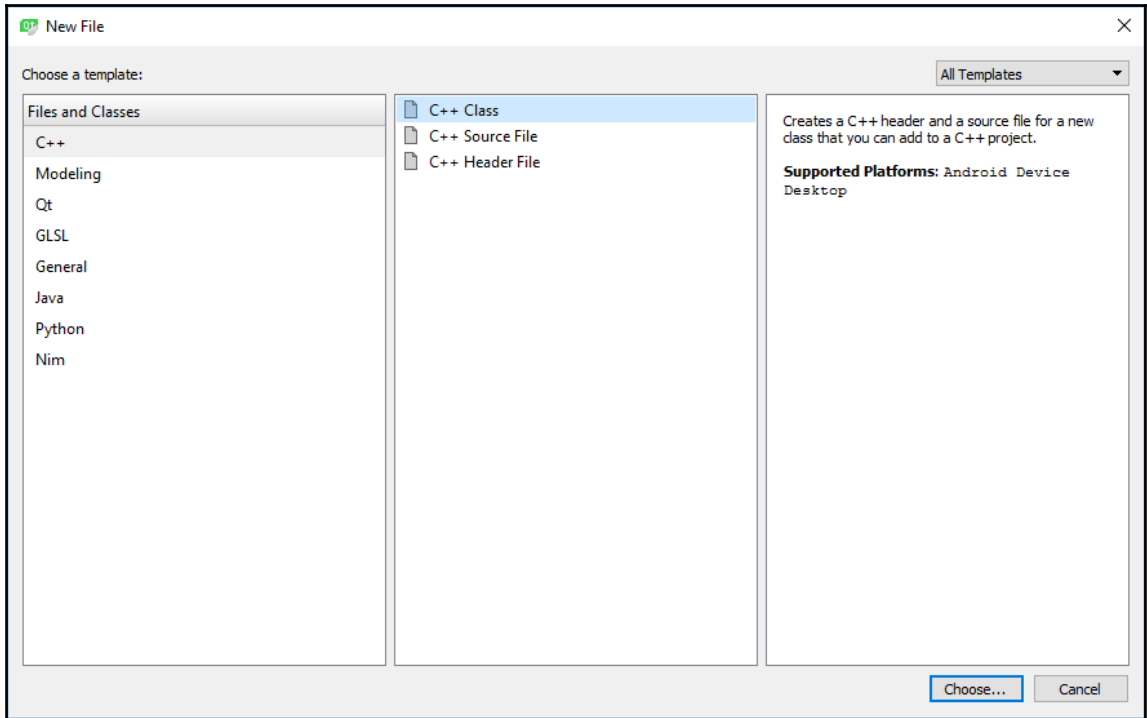 Qt New File
Choose a template:
All Templates
Files and Classes
C++
Modeling
Qt
GLSL
General
Java
Python
Nim
C++ Class
C++ Source File
C++ Header File
Creates a C++ header and a source file for a new
class that you can add to a C++ project.
Supported Platforms: Android Device
Desktop
Choose...
Cancel